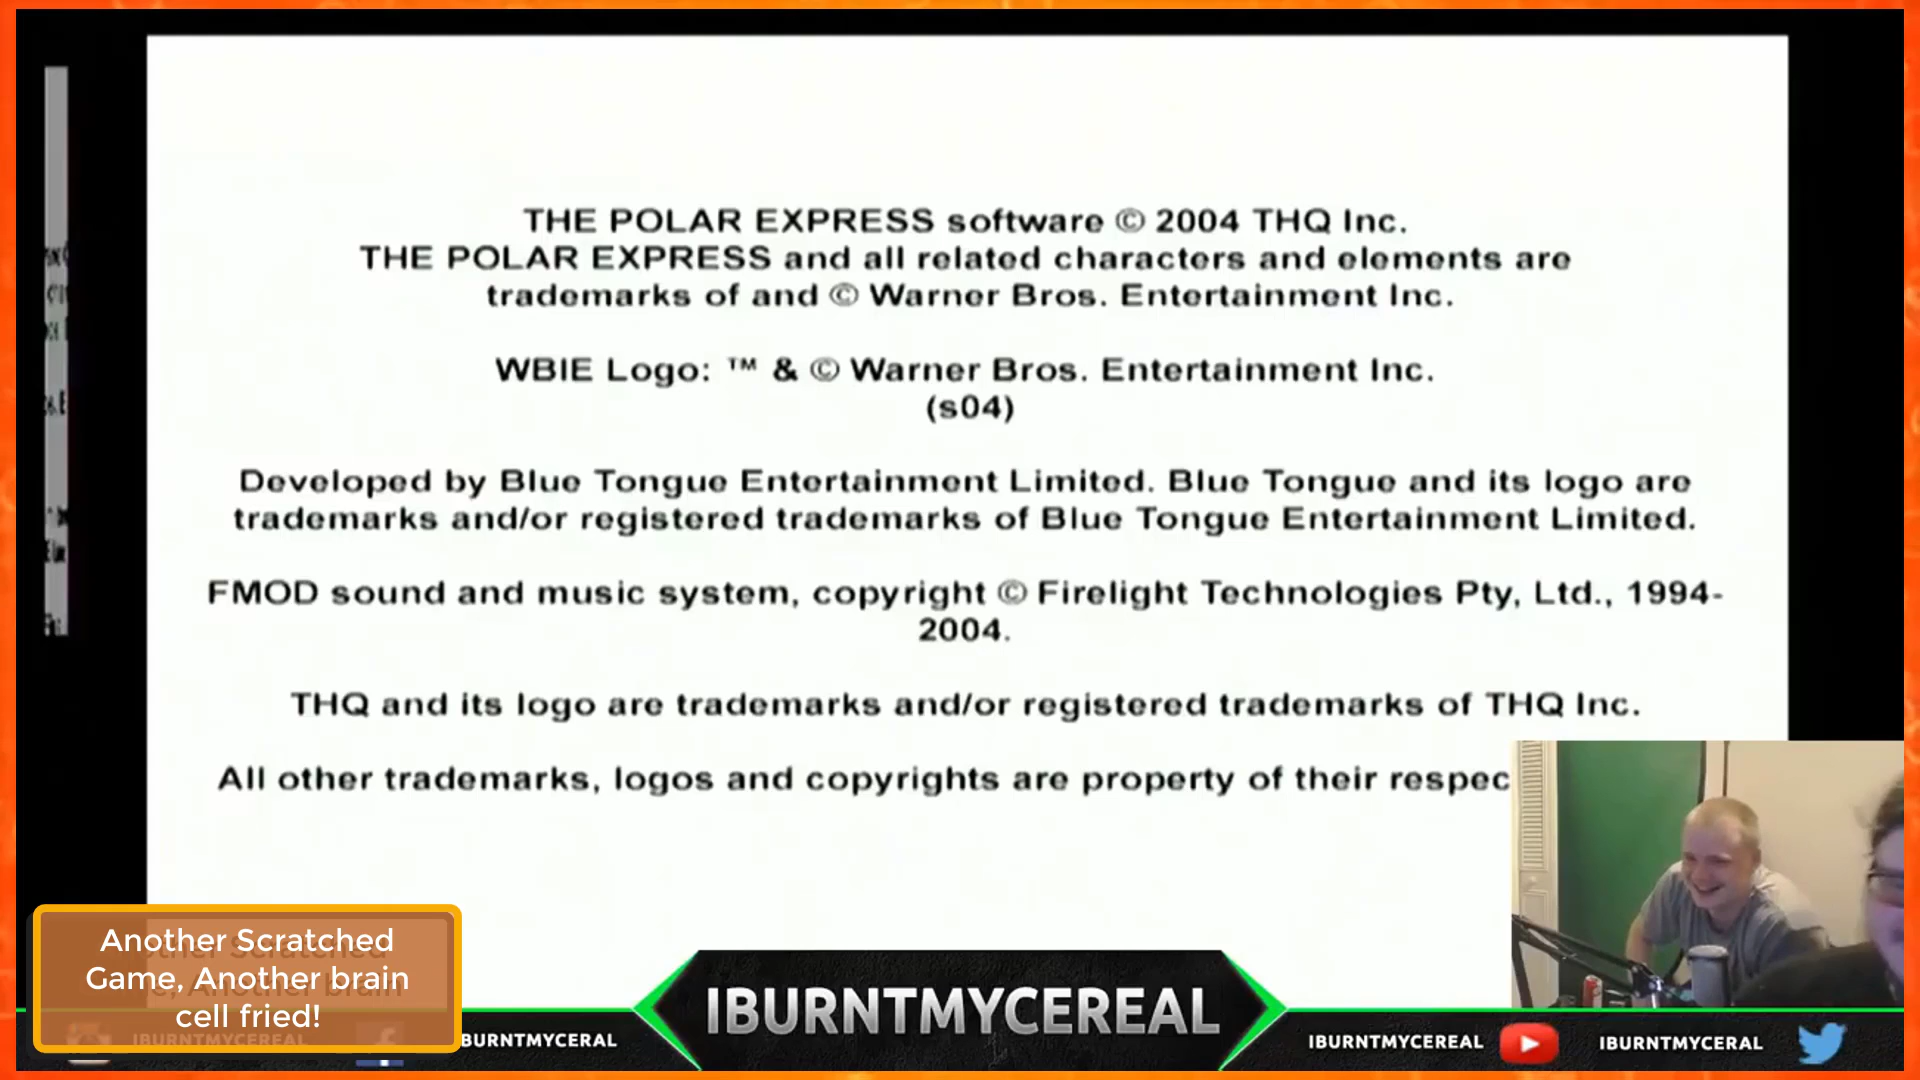 THE POLAR EXPRESS software © 2004 THQ Inc.
THE POLAR EXPRESS and all related characters and elements are
trademarks of and © Warner Bros. Entertainment Inc.
WBIE Logo: ™ & © Warner Bros. Entertainment Inc.
(s04)
Developed by Blue Tongue Entertainment Limited. Blue Tongue and its logo are
trademarks and/or registered trademarks of Blue Tongue Entertainment Limited.
FMOD sound and music system, copyright © Firelight Technologies Pty, Ltd., 1994-
2004.
THQ and its logo are trademarks and/or registered trademarks of THQ Inc.
All other trademarks, logos and copyrights are property of their respec
Another Scratched
Game, Another brain
cell fried!
IBURNTMYCEREAL
BURNTMYCERAL
IBURNTMYCEREAL
IBURNTMYCEREAL
IBURNTMYCERAL